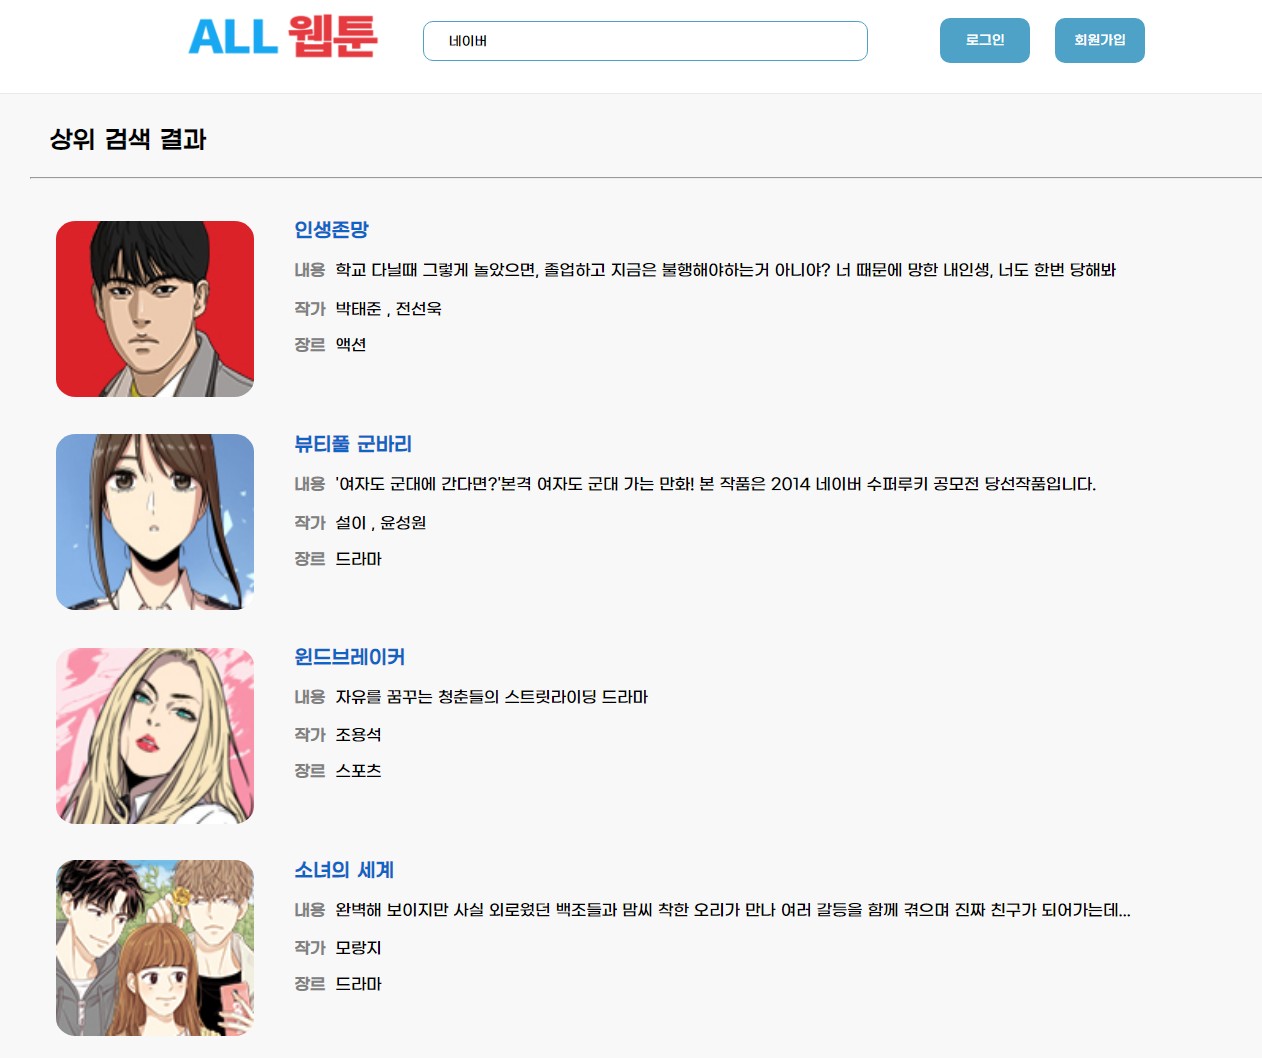 ALL 웹툰
네이버
로그인
회원가입
상위 검색 결과
인생존망
내용 학교 다닐때 그렇게 놀았으면, 졸업하고 지금은 불행해야하는거 아니야? 너 때문에 망한 내인생, 너도 한번 당해봐
작가 박태준 , 전선욱
장르 액션
뷰티풀 군바리
내용 '여자도 군대에 간다면?'본격 여자도 군대 가는 만화! 본 작품은 2014 네이버 수퍼루키 공모전 당선작품입니다.
작가 설이 , 윤성원
장르 드라마
윈드브레이커
내용 자유를 꿈꾸는 청춘들의 스트릿라이딩 드라마
작가 조용석
장르 스포츠
소녀의 세계
내용 완벽해 보이지만 사실 외로웠던 백조들과 맘씨 착한 오리가 만나 여러 갈등을 함께 겪으며 진짜 친구가 되어가는데...
작가 모랑지
장르 드라마